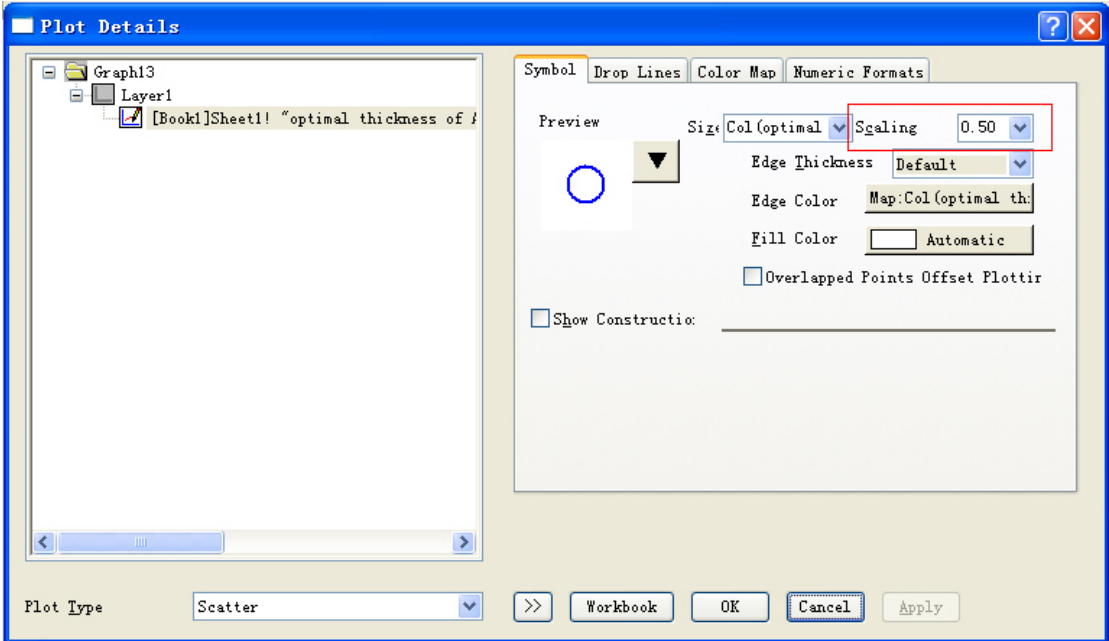 Plot Details
Graph13
Layer1
[Book1]Sheet1! "optimal thickness of A
Symbol Drop Lines Color Map Numeric Formats
Preview
Size Col(optimal Scaling 0.50
Edge Thickness Default
Edge Color Map:Col(optimal th:
Fill Color Automatic
Overlapped Points Offset Plottin
Show Constructio:
Plot Type Scatter >> Workbook OK Cancel Apply